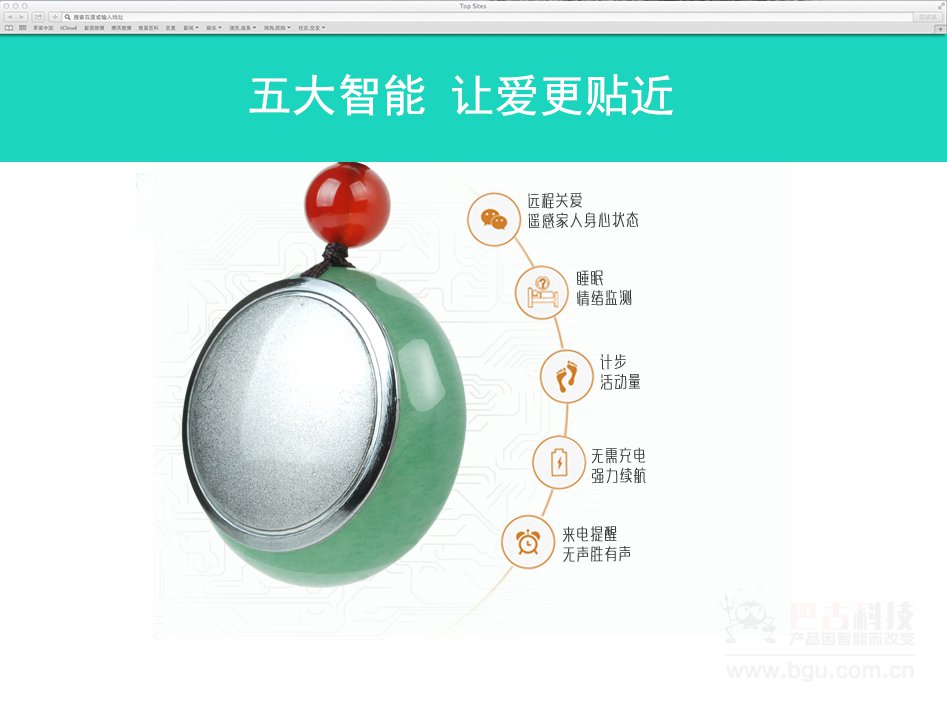 Top Sites
搜索百度或输入地址
苹果中国 iCloud 新浪微博 腾讯微博 维基百科 百度 影闻 娱乐 便民.服务 网购.团购 社区.交友
五大智能 让爱更贴近
远程关爱
遥感家人身心状态
睡眠
情绪监测
计步
活动量
无需充电
强力续航
来电提醒
无声胜有声
巴古科技
产品因智能而改变
www.bgu.com.cn